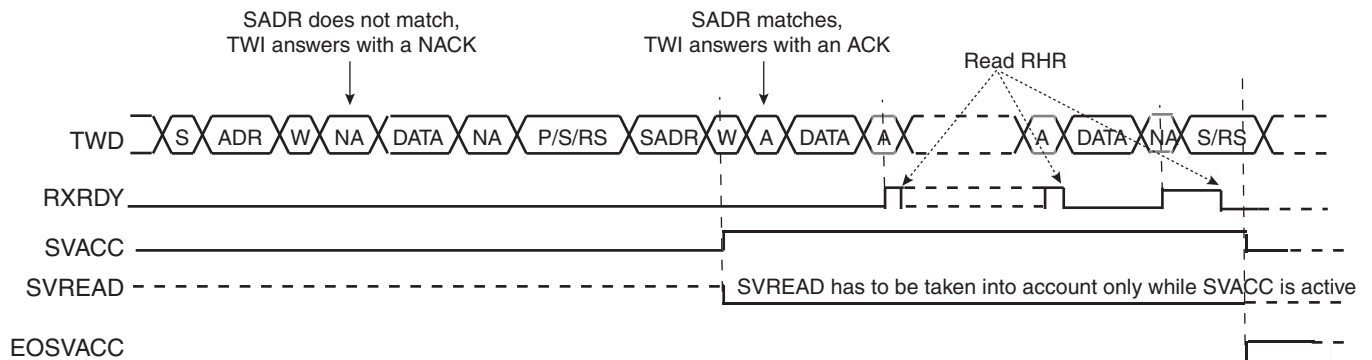 SADR does not match,
TWI answers with a NACK
SADR matches,
TWI answers with an ACK
Read RHR
TWD S ADR W NA DATA NA P/S/RS SADR W A DATA A A DATA NA S/RS
RXRDY
SVACC
SVREAD SVREAD has to be taken into account only while SVACC is active
EOSVACC